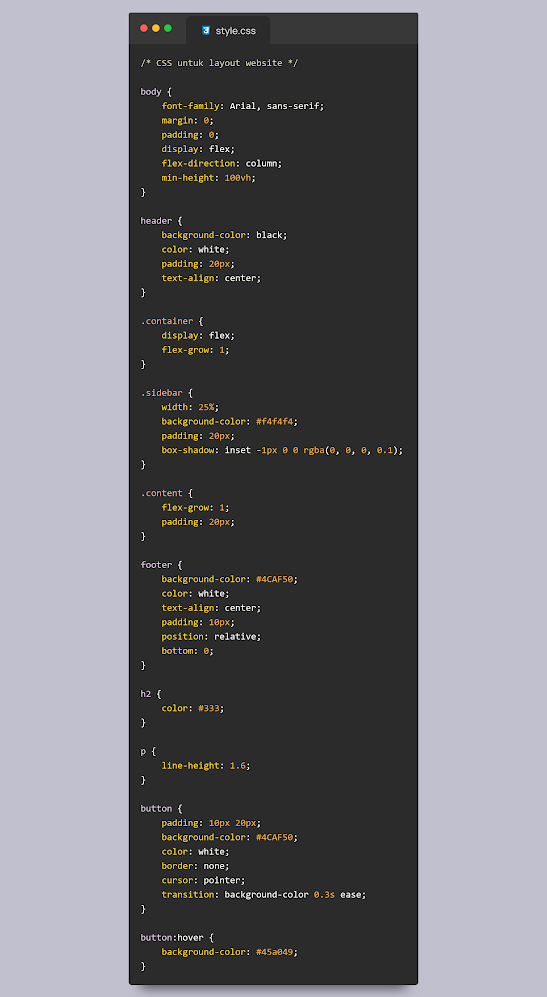 style.css
/* CSS untuk layout website */
body {
    font-family: Arial, sans-serif;
    margin: 0;
    padding: 0;
    display: flex;
    flex-direction: column;
    min-height: 100vh;
}
header {
    background-color: black;
    color: white;
    padding: 20px;
    text-align: center;
}
.container {
    display: flex;
    flex-grow: 1;
}
.sidebar {
    width: 25%;
    background-color: #f4f4f4;
    padding: 20px;
    box-shadow: inset -1px 0 0 rgba(0, 0, 0, 0.1);
}
.content {
    flex-grow: 1;
    padding: 20px;
}
footer {
    background-color: #4CAF50;
    color: white;
    text-align: center;
    padding: 10px;
    position: relative;
    bottom: 0;
}
h2 {
    color: #333;
}
p {
    line-height: 1.6;
}
button {
    padding: 10px 20px;
    background-color: #4CAF50;
    color: white;
    border: none;
    cursor: pointer;
    transition: background-color 0.3s ease;
}
button:hover {
    background-color: #45a049;
}